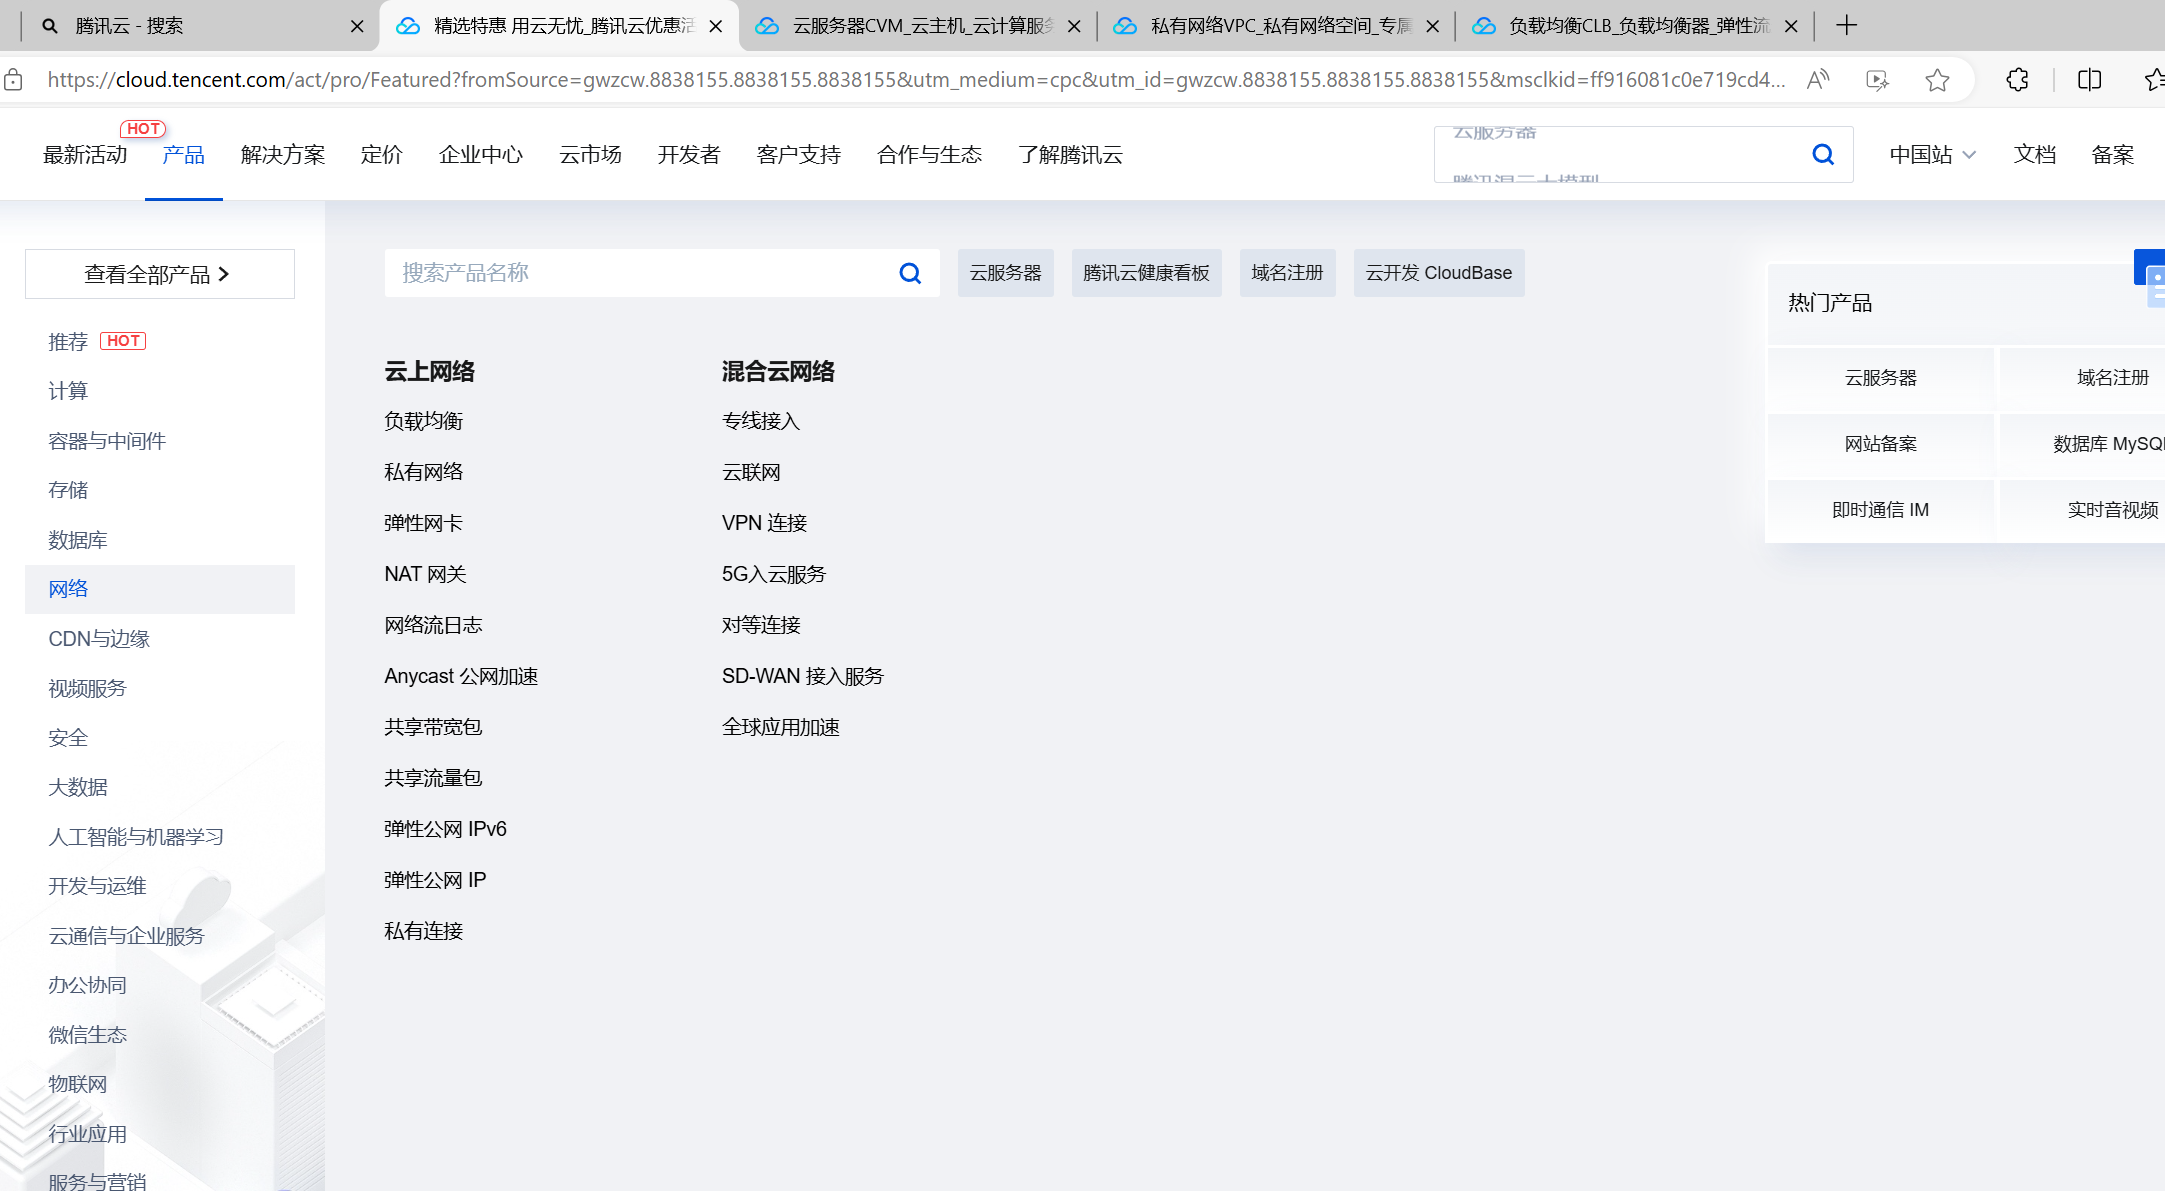 腾讯云 - 搜索
精选特惠 用云无忧_腾讯云优惠活
云服务器CVM_云主机_云计算服务
私有网络VPC_私有网络空间_专属
负载均衡CLB_负载均衡器_弹性流
https://cloud.tencent.com/act/pro/Featured?fromSource=gwzcw.8838155.8838155.8838155&utm_medium=cpc&utm_id=gwzcw.8838155.8838155.8838155&msclkid=ff916081c0e719cd4...
HOT
最新活动 产品 解决方案 定价 企业中心 云市场 开发者 客户支持 合作与生态 了解腾讯云
云服务器
腾讯混元大模型
中国站 文档 备案
查看全部产品
推荐 HOT
计算
容器与中间件
存储
数据库
网络
CDN与边缘
视频服务
安全
大数据
人工智能与机器学习
开发与运维
云通信与企业服务
办公协同
微信生态
物联网
行业应用
服务与营销
搜索产品名称
云服务器 腾讯云健康看板 域名注册 云开发 CloudBase
云上网络
负载均衡
私有网络
弹性网卡
NAT 网关
网络流日志
Anycast 公网加速
共享带宽包
共享流量包
弹性公网 IPv6
弹性公网 IP
私有连接
混合云网络
专线接入
云联网
VPN 连接
5G入云服务
对等连接
SD-WAN 接入服务
全球应用加速
热门产品
云服务器 域名注册
网站备案 数据库 MySQL
即时通信 IM 实时音视频